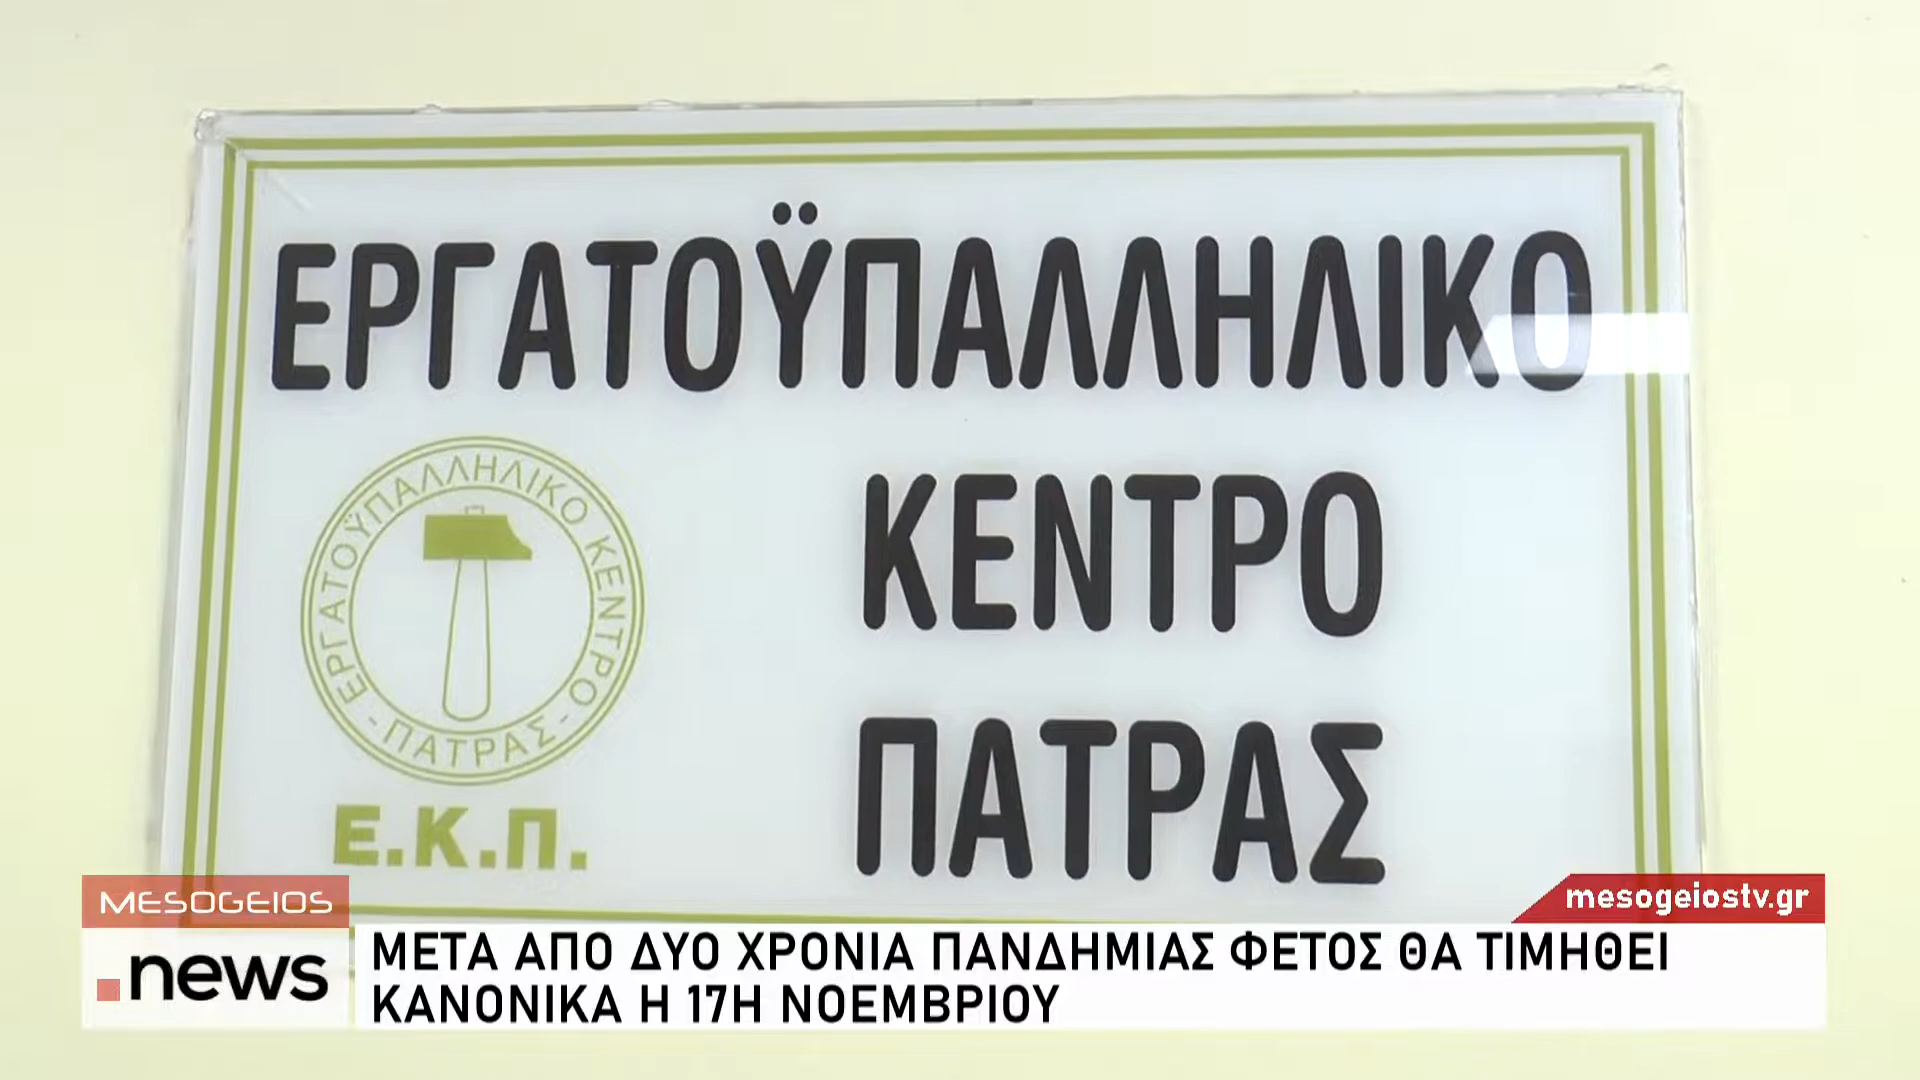 ΕΡΓΑΤΟΫΠΑΛΛΗΛΙΚΟ
ΚΕΝΤΡΟ
ΠΑΤΡΑΣ
ΕΡΓΑΤΟΫΠΑΛΛΗΛΙΚΟ ΚΕΝΤΡΟ
- ΠΑΤΡΑΣ -
Ε.Κ.Π.
MESOGEIOS
.news
mesogeiostv.gr
ΜΕΤΑ ΑΠΟ ΔΥΟ ΧΡΟΝΙΑ ΠΑΝΔΗΜΙΑΣ ΦΕΤΟΣ ΘΑ ΤΙΜΗΘΕΙ
ΚΑΝΟΝΙΚΑ Η 17Η ΝΟΕΜΒΡΙΟΥ